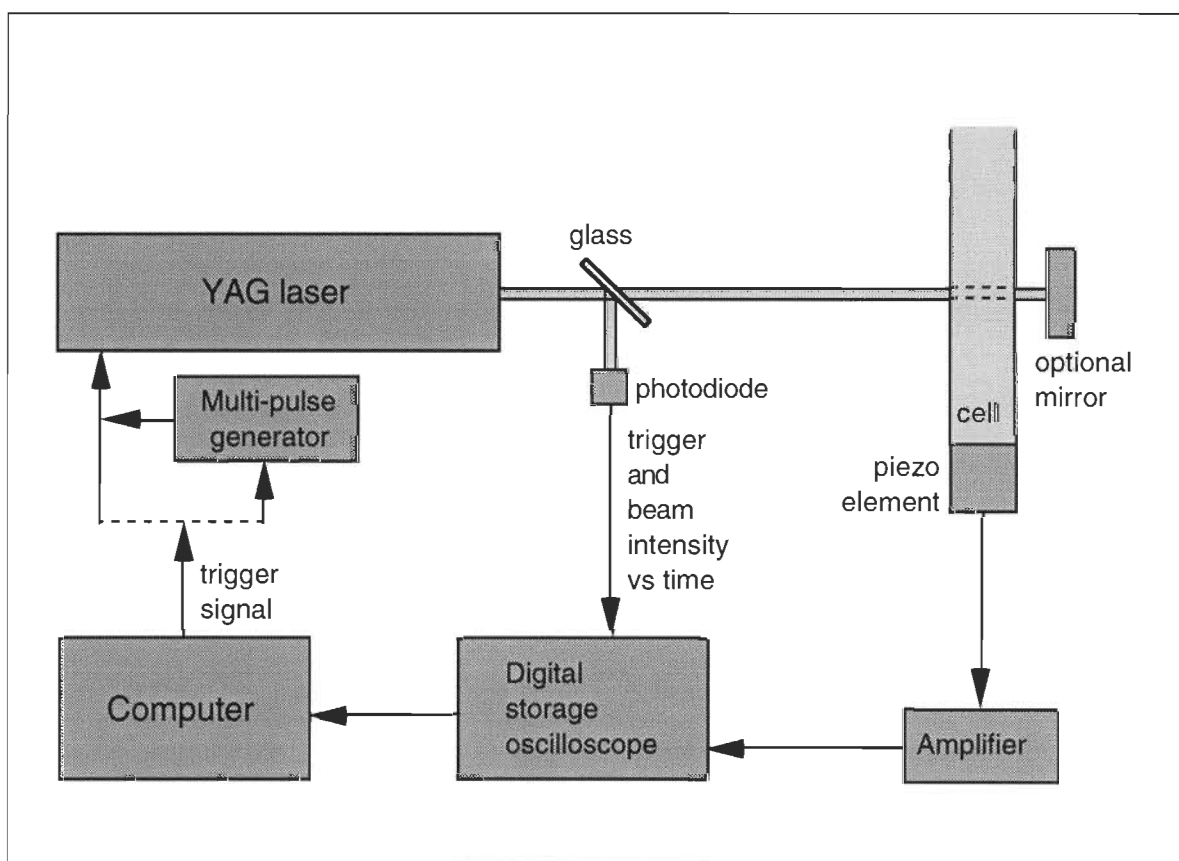 glass
YAG laser
optional
mirror
photodiode
Multi-pulse
generator
cell
trigger
and
beam
intensity
vs time
piezo
element
trigger
signal
Digital
storage
oscilloscope
Computer
Amplifier